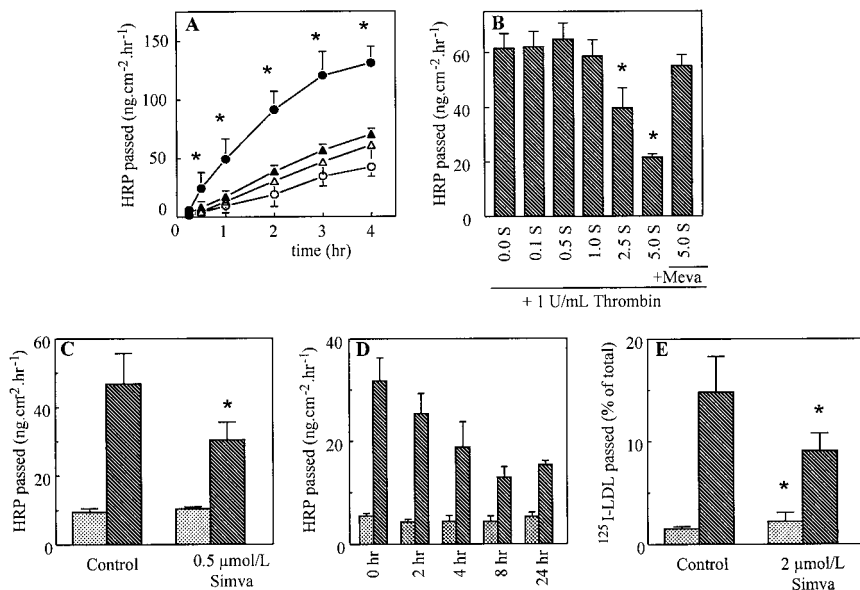 A
HRP passed (ng.cm-2.hr-1)
150
100
50
0
0 1 2 3 4
time (hr)
* * * * * *
B
HRP passed (ng.cm-2.hr-1)
60
40
20
0
* *
0.0 S 0.1 S 0.5 S 1.0 S 2.5 S 5.0 S 5.0 S
+Meva
+ 1 U/mL Thrombin
C
HRP passed (ng.cm2.hr-1)
60
40
20
0
*
Control 0.5 µmol/L
Simva
D
HRP passed (ng.cm-2.hr-1)
40
20
0
0 hr 2 hr 4 hr 8 hr 24 hr
E
125I-LDL passed (% of total)
20
10
0
* *
Control 2 µmol/L
Simva